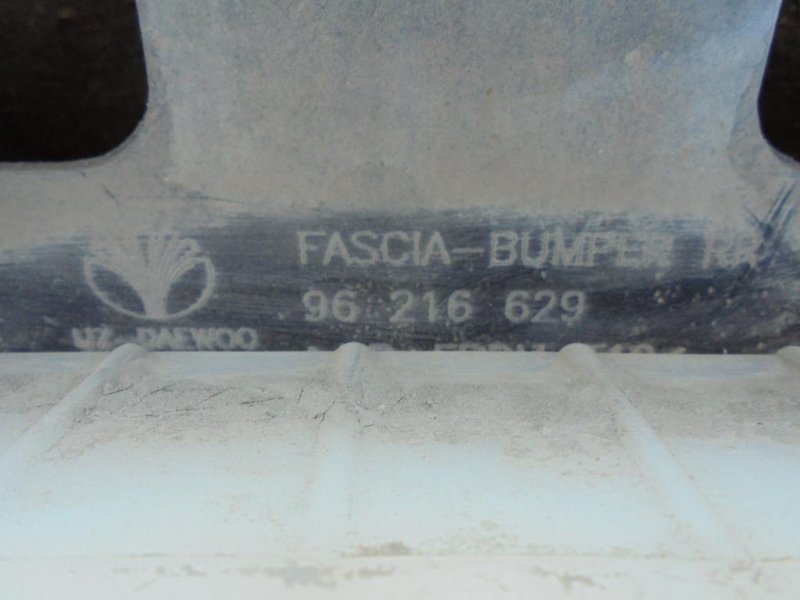 FASCIA-BUMPER RR
96 216 629
UZ-DAEWOO